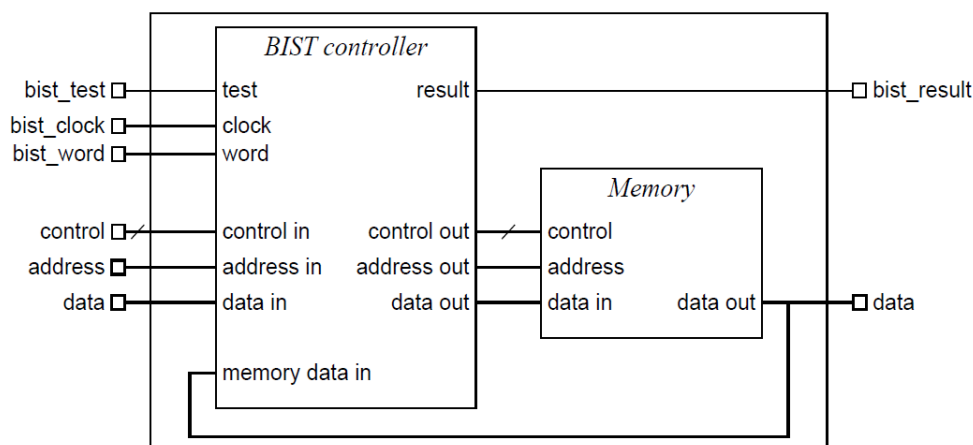 BIST controller
bist_test test result bist_result
bist_clock clock
bist_word word
Memory
control control in control out control
address address in address out address
data data in data out data in data out data
memory data in